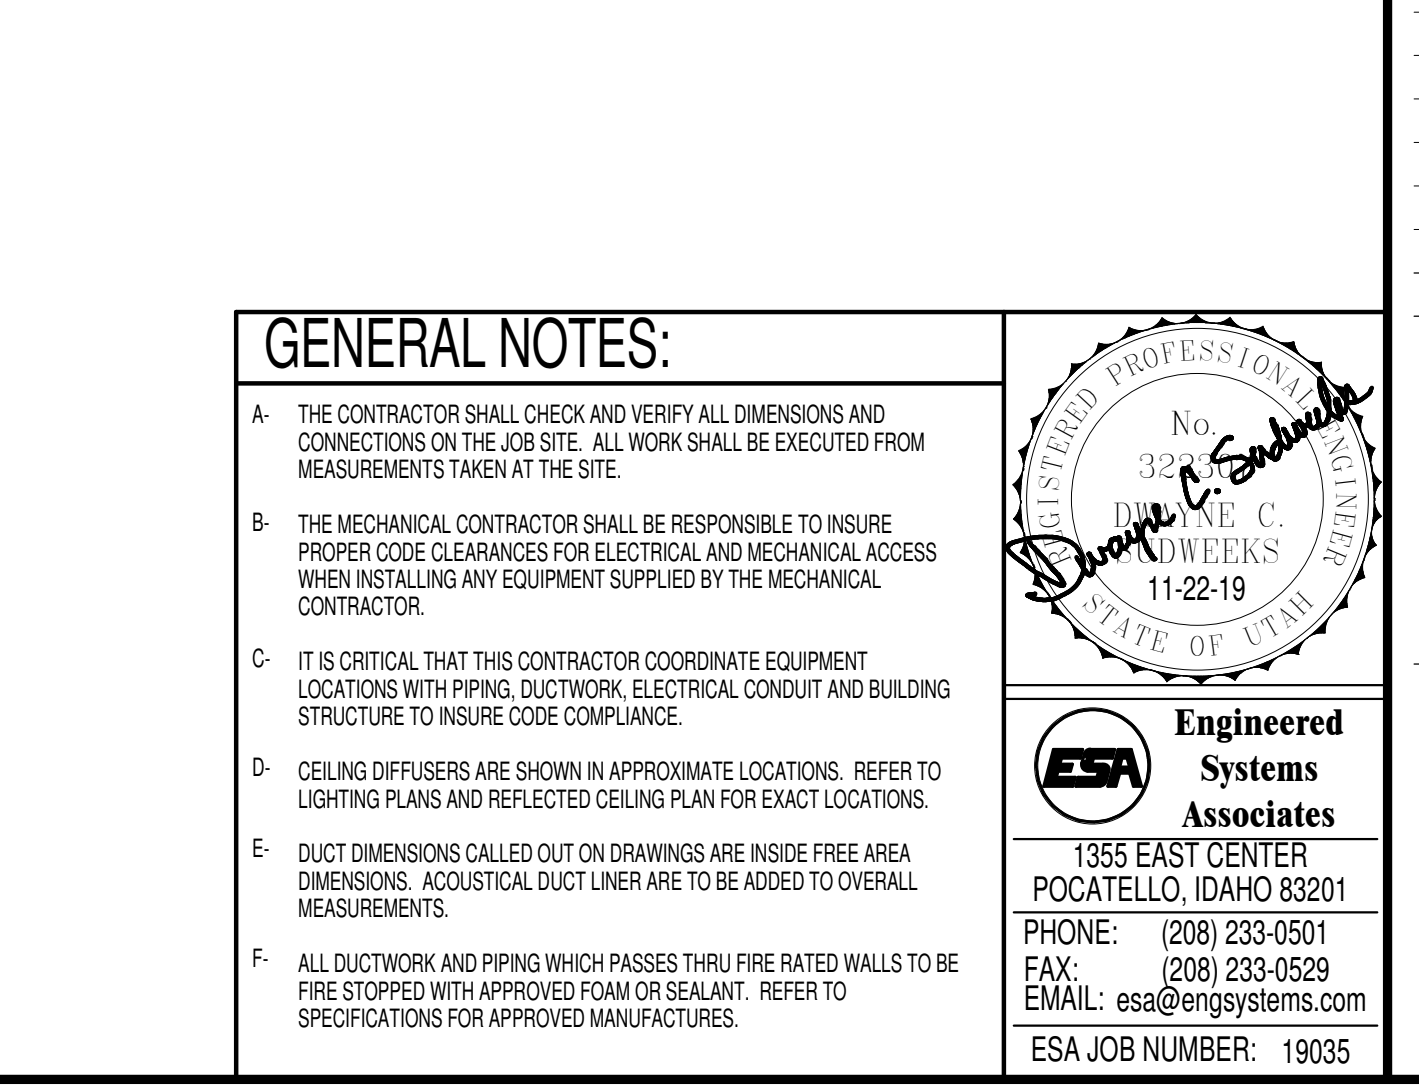 GENERAL NOTES:
A- THE CONTRACTOR SHALL CHECK AND VERIFY ALL DIMENSIONS AND
CONNECTIONS ON THE JOB SITE. ALL WORK SHALL BE EXECUTED FROM
MEASUREMENTS TAKEN AT THE SITE.
B- THE MECHANICAL CONTRACTOR SHALL BE RESPONSIBLE TO INSURE
PROPER CODE CLEARANCES FOR ELECTRICAL AND MECHANICAL ACCESS
WHEN INSTALLING ANY EQUIPMENT SUPPLIED BY THE MECHANICAL
CONTRACTOR.
C- IT IS CRITICAL THAT THIS CONTRACTOR COORDINATE EQUIPMENT
LOCATIONS WITH PIPING, DUCTWORK, ELECTRICAL CONDUIT AND BUILDING
STRUCTURE TO INSURE CODE COMPLIANCE.
D- CEILING DIFFUSERS ARE SHOWN IN APPROXIMATE LOCATIONS. REFER TO
LIGHTING PLANS AND REFLECTED CEILING PLAN FOR EXACT LOCATIONS.
E- DUCT DIMENSIONS CALLED OUT ON DRAWINGS ARE INSIDE FREE AREA
DIMENSIONS. ACOUSTICAL DUCT LINER ARE TO BE ADDED TO OVERALL
MEASUREMENTS.
F- ALL DUCTWORK AND PIPING WHICH PASSES THRU FIRE RATED WALLS TO BE
FIRE STOPPED WITH APPROVED FOAM OR SEALANT. REFER TO
SPECIFICATIONS FOR APPROVED MANUFACTURES.
REGISTERED PROFESSIONAL ENGINEER
No.
DWAYNE C.
SUDWEEKS
11-22-19
STATE OF UTAH
Dwayne C. Sudweeks
ESA
Engineered
Systems
Associates
1355 EAST CENTER
POCATELLO, IDAHO 83201
PHONE: (208) 233-0501
FAX: (208) 233-0529
EMAIL: esa@engsystems.com
ESA JOB NUMBER: 19035